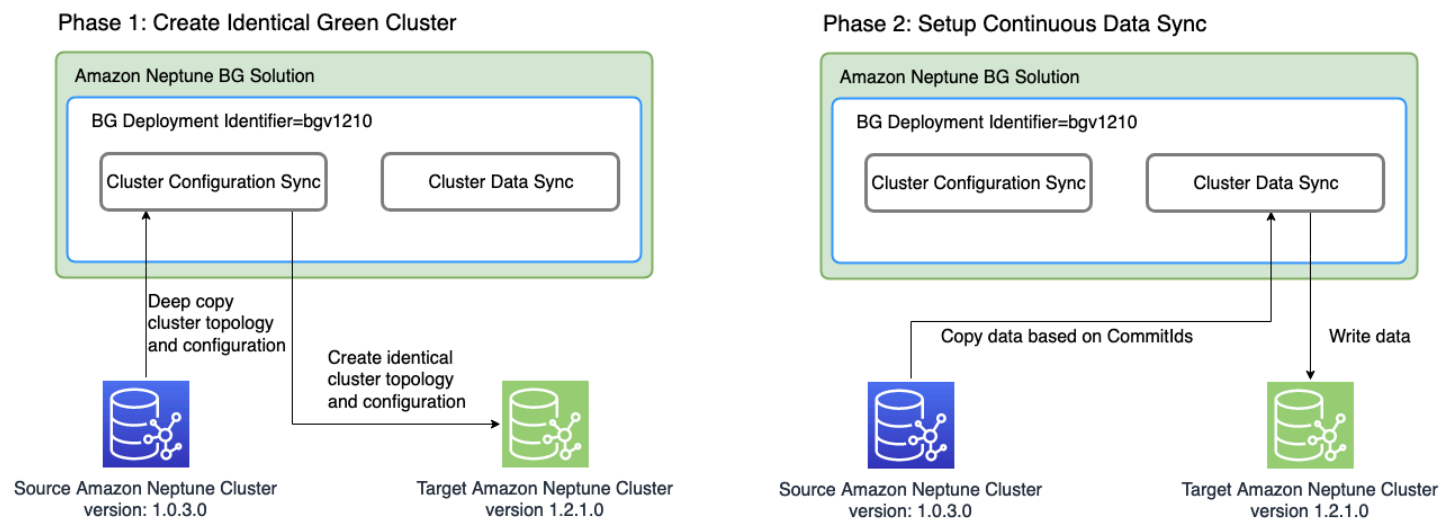 Phase 1: Create Identical Green Cluster
Amazon Neptune BG Solution
BG Deployment Identifier=bgv1210
Cluster Configuration Sync
Cluster Data Sync
Deep copy
cluster topology
and configuration
Create identical
cluster topology
and configuration
Source Amazon Neptune Cluster
version: 1.0.3.0
Target Amazon Neptune Cluster
version 1.2.1.0
Phase 2: Setup Continuous Data Sync
Amazon Neptune BG Solution
BG Deployment Identifier=bgv1210
Cluster Configuration Sync
Cluster Data Sync
Copy data based on CommitIds
Write data
Source Amazon Neptune Cluster
version: 1.0.3.0
Target Amazon Neptune Cluster
version 1.2.1.0